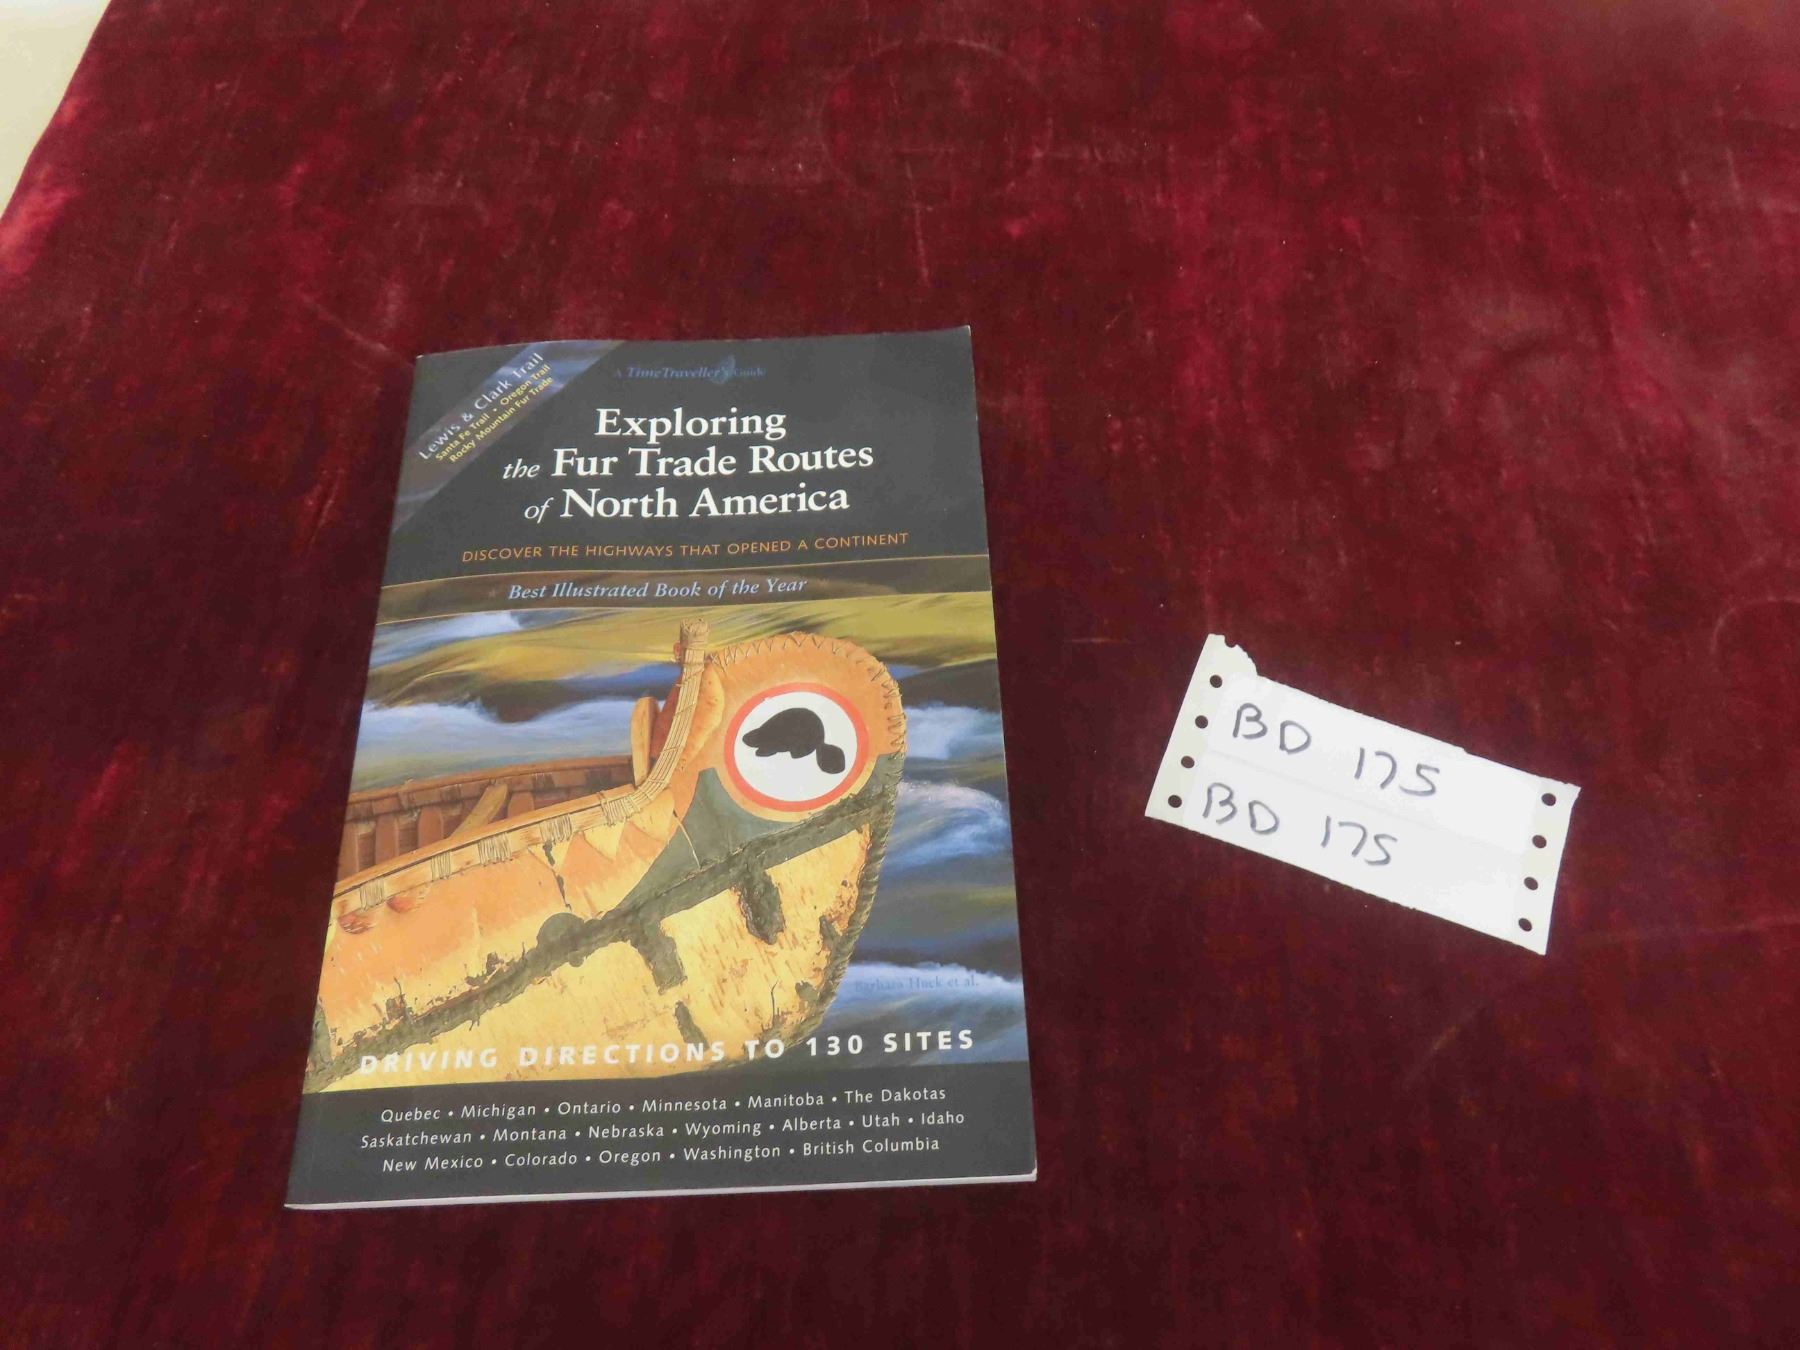 Lewis & Clark Trail
Santa Fe Trail • Oregon Trail
Rocky Mountain Fur Trade
A TimeTraveller's Guide
Exploring
the Fur Trade Routes
of North America
DISCOVER THE HIGHWAYS THAT OPENED A CONTINENT
Best Illustrated Book of the Year
Barbara Huck et al.
DRIVING DIRECTIONS TO 130 SITES
Quebec • Michigan • Ontario • Minnesota • Manitoba • The Dakotas
Saskatchewan • Montana • Nebraska • Wyoming • Alberta • Utah • Idaho
New Mexico • Colorado • Oregon • Washington • British Columbia
BD 175
BD 175